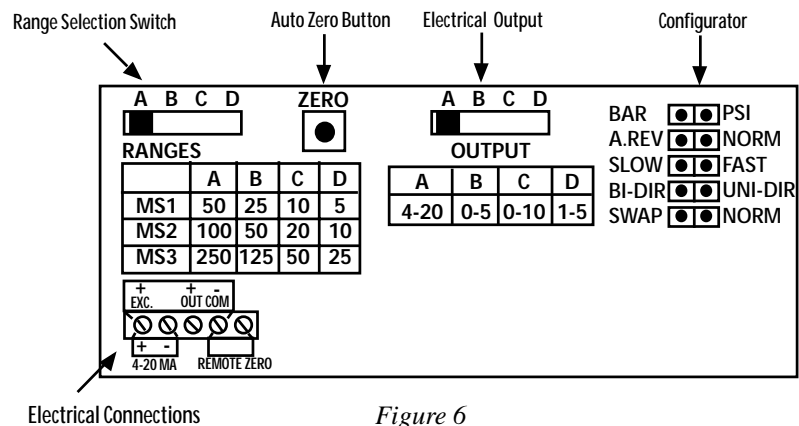 Range Selection Switch
Auto Zero Button
Electrical Output
Configurator
A B C D
ZERO
A B C D
BAR PSI
A.REV NORM
SLOW FAST
BI-DIR UNI-DIR
SWAP NORM
RANGES
A B C D
MS1 50 25 10 5
MS2 100 50 20 10
MS3 250 125 50 25
OUTPUT
A B C D
4-20 0-5 0-10 1-5
+ + -
EXC. OUT COM
+ -
4-20 MA REMOTE ZERO
Electrical Connections
Figure 6